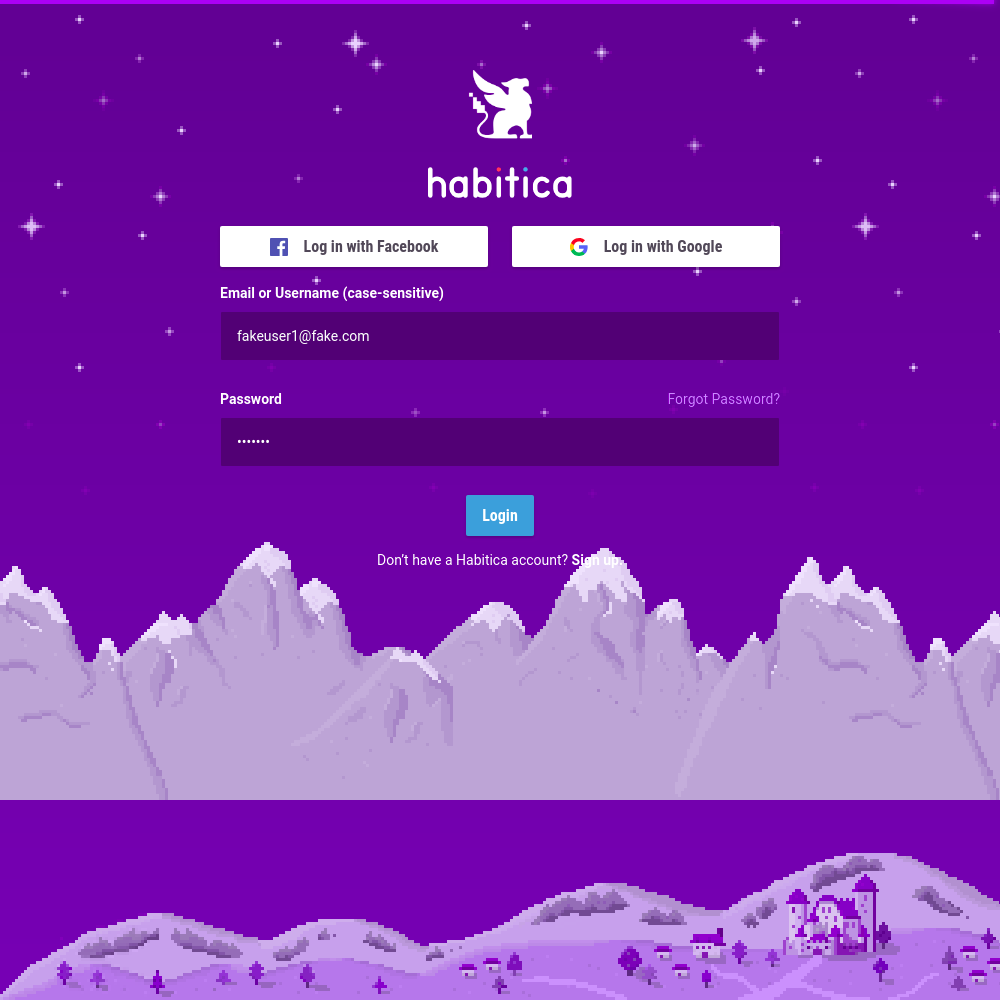 habitica
Log in with Facebook
Log in with Google
Email or Username (case-sensitive)
fakeuser1@fake.com
Password
Forgot Password?
•••••••
Login
Don't have a Habitica account? Sign up.